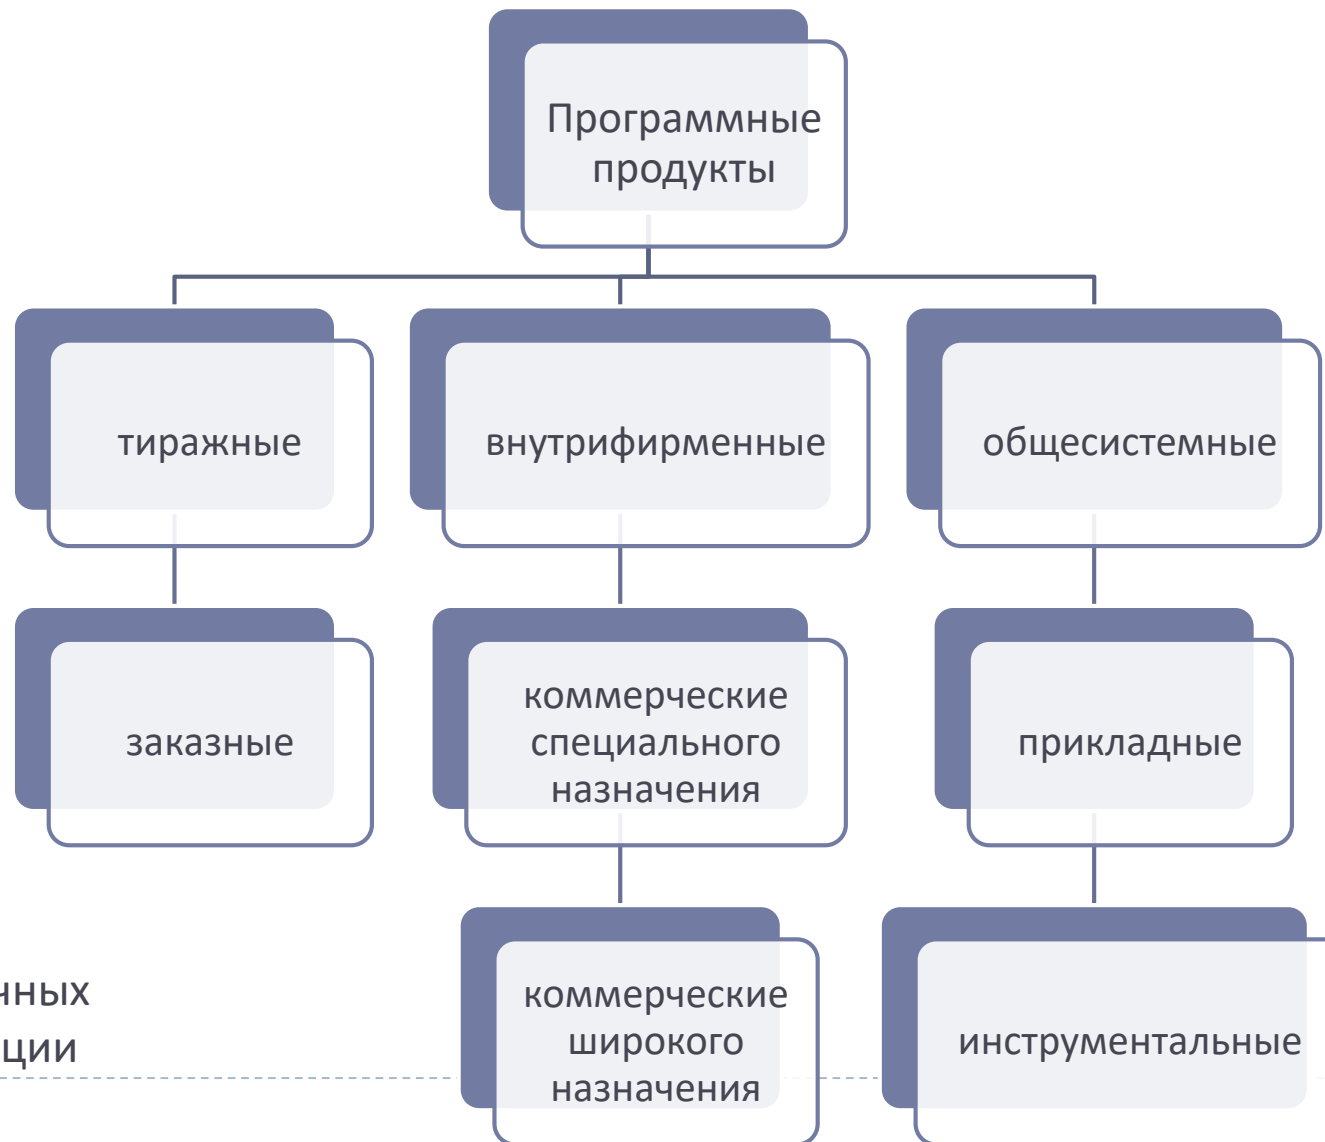 Программные
продукты
тиражные
внутрифирменные
общесистемные
заказные
коммерческие
специального
назначения
прикладные
коммерческие
широкого
назначения
инструментальные